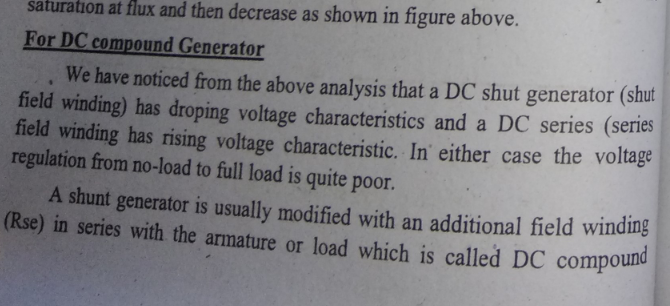 saturation at flux and then decrease as shown in figure above.
For DC compound Generator
We have noticed from the above analysis that a DC shut generator (shut
field winding) has droping voltage characteristics and a DC series (series
field winding has rising voltage characteristic. In either case the voltage
regulation from no-load to full load is quite poor.
A shunt generator is usually modified with an additional field winding
(Rse) in series with the armature or load which is called DC compound